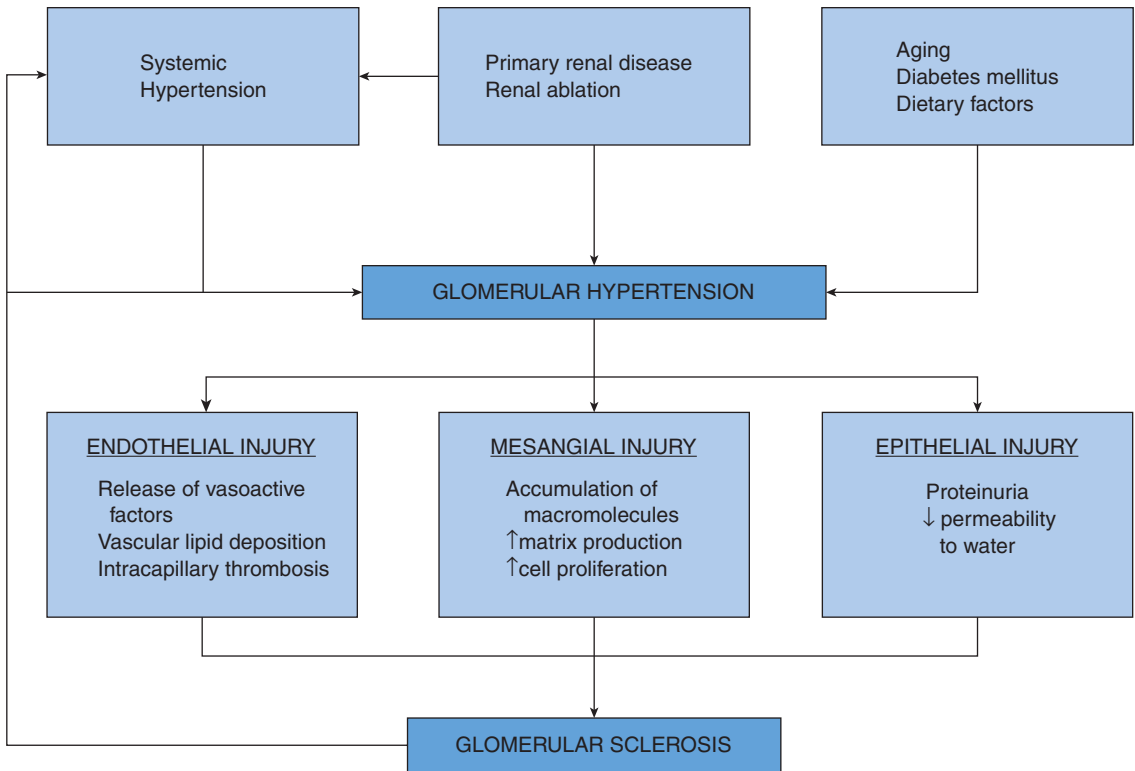 Systemic
Hypertension
Primary renal disease
Renal ablation
Aging
Diabetes mellitus
Dietary factors
GLOMERULAR HYPERTENSION
ENDOTHELIAL INJURY
Release of vasoactive
factors
Vascular lipid deposition
Intracapillary thrombosis
MESANGIAL INJURY
Accumulation of
macromolecules
↑matrix production
↑cell proliferation
EPITHELIAL INJURY
Proteinuria
↓ permeability
to water
GLOMERULAR SCLEROSIS